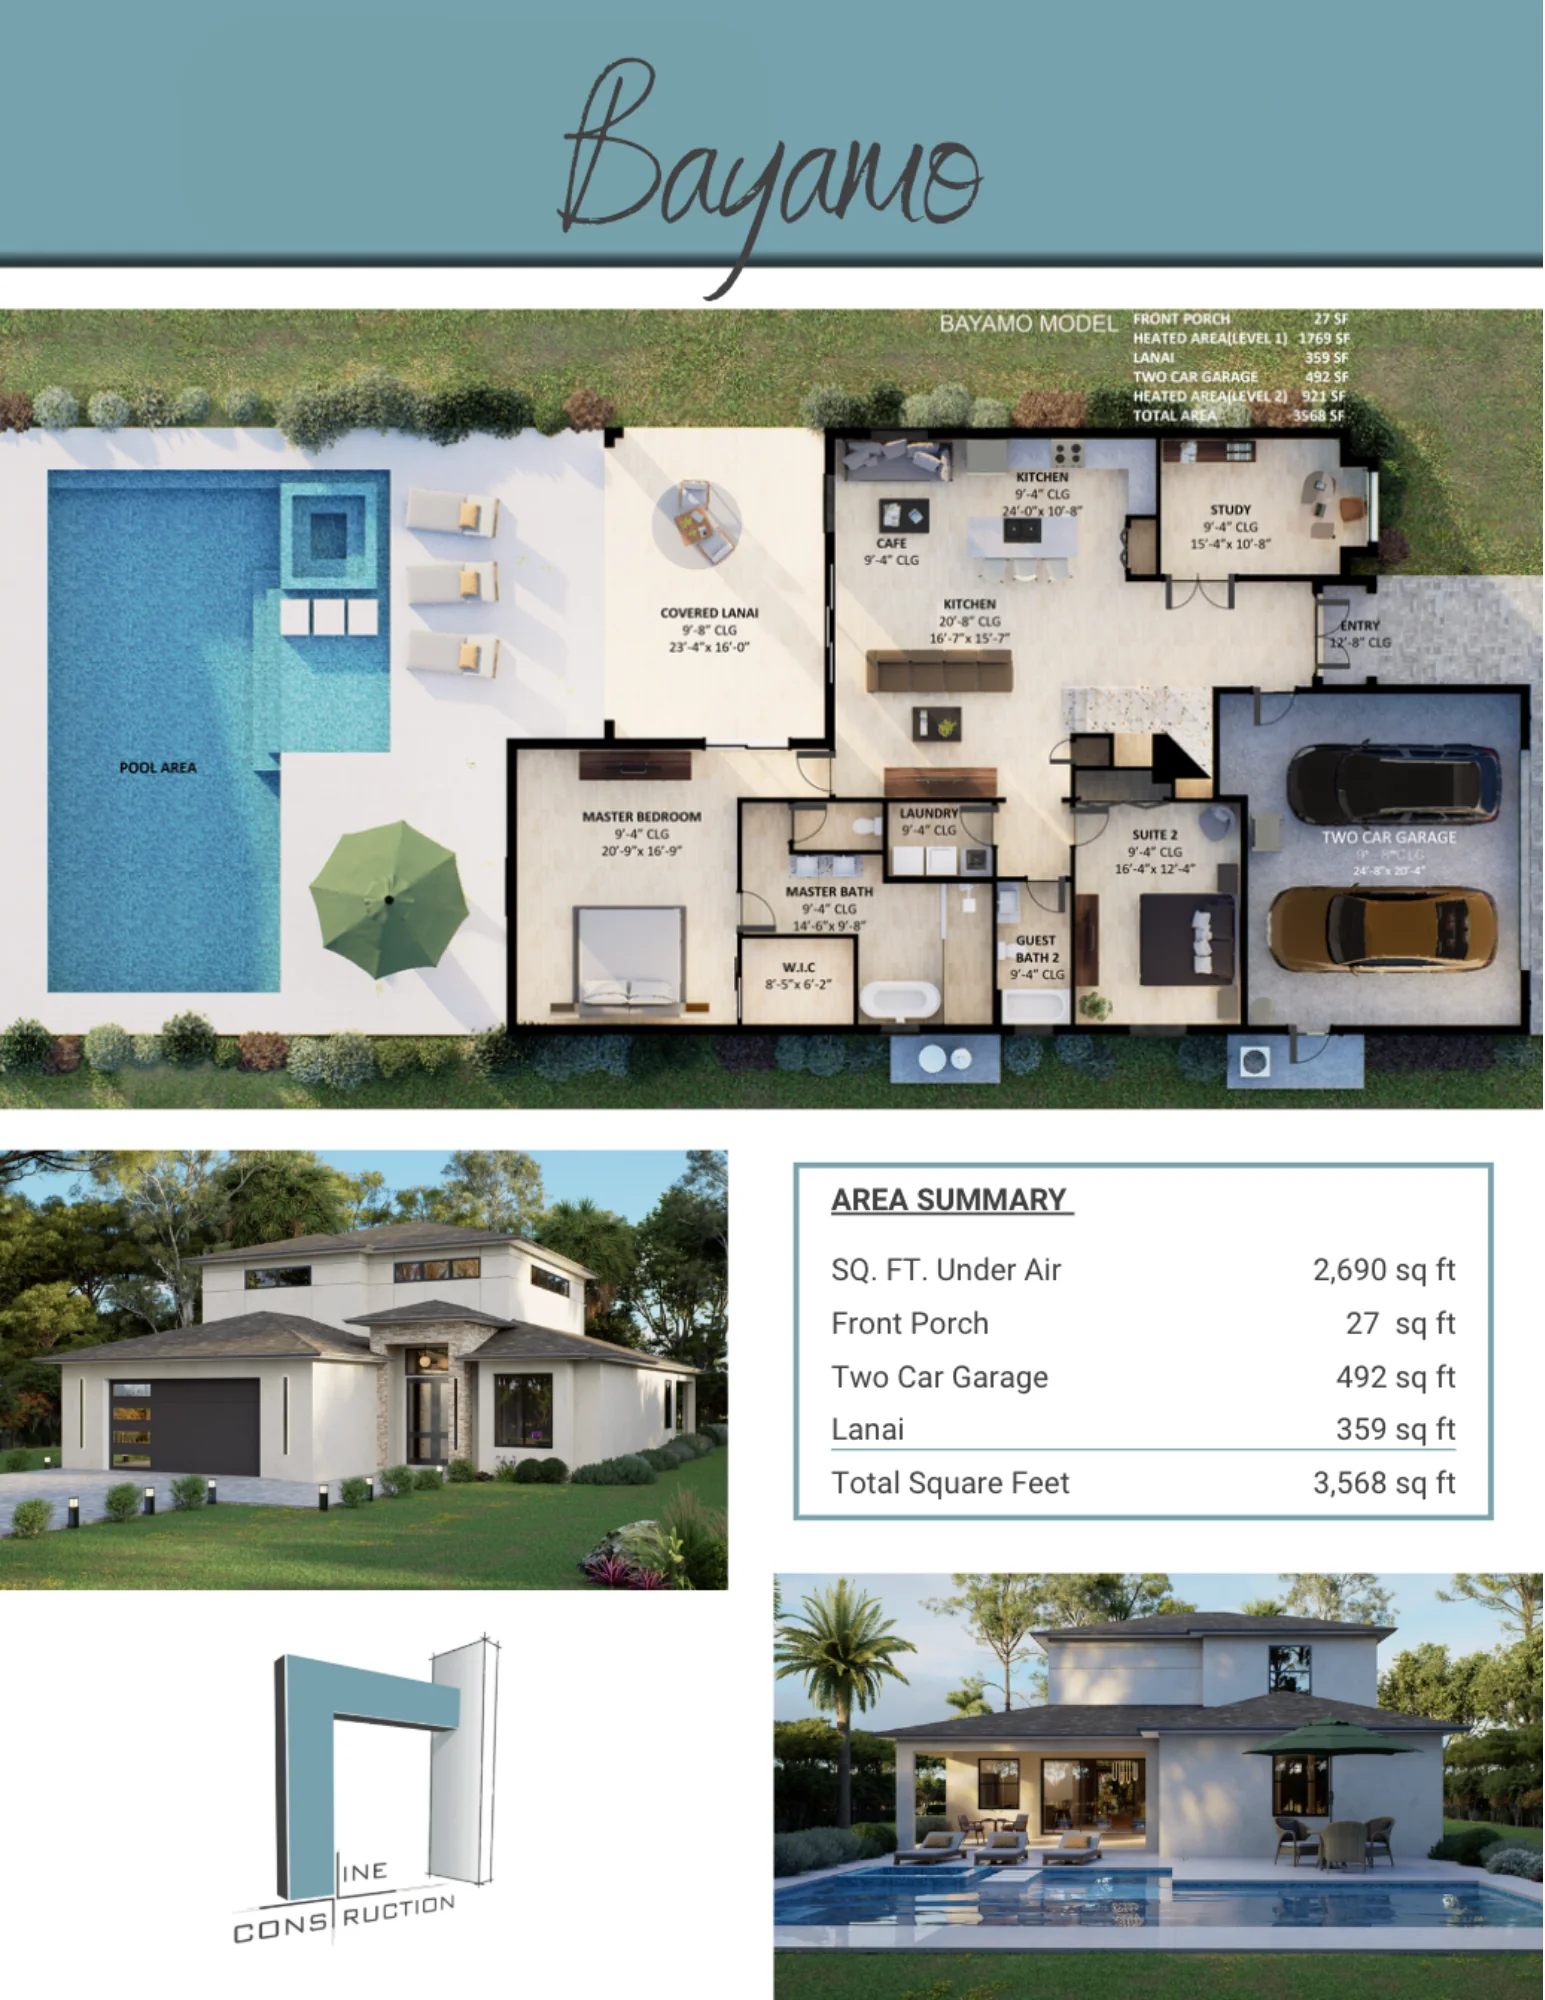 Bayamo
BAYAMO MODEL
FRONT PORCH 27 SF
HEATED AREA(LEVEL 1) 1769 SF
LANAI 359 SF
TWO CAR GARAGE 492 SF
HEATED AREA(LEVEL 2) 921 SF
TOTAL AREA 3568 SF
KITCHEN
9'-4" CLG
24'-0"x 10'-8"
STUDY
9'-4" CLG
15'-4"x 10'-8"
CAFE
9'-4" CLG
COVERED LANAI
9'-8" CLG
23'-4"x 16'-0"
KITCHEN
20'-8" CLG
16'-7"x 15'-7"
ENTRY
12'-8" CLG
POOL AREA
MASTER BEDROOM
9'-4" CLG
20'-9"x 16'-9"
LAUNDRY
9'-4" CLG
SUITE 2
9'-4" CLG
16'-4"x 12'-4"
TWO CAR GARAGE
9'-8" CLG
24'-8"x 20'-4"
MASTER BATH
9'-4" CLG
14'-6"x 9'-8"
W.I.C
8'-5"x 6'-2"
GUEST
BATH 2
9'-4" CLG
AREA SUMMARY
SQ. FT. Under Air 2,690 sq ft
Front Porch 27 sq ft
Two Car Garage 492 sq ft
Lanai 359 sq ft
Total Square Feet 3,568 sq ft
LINE
CONSTRUCTION